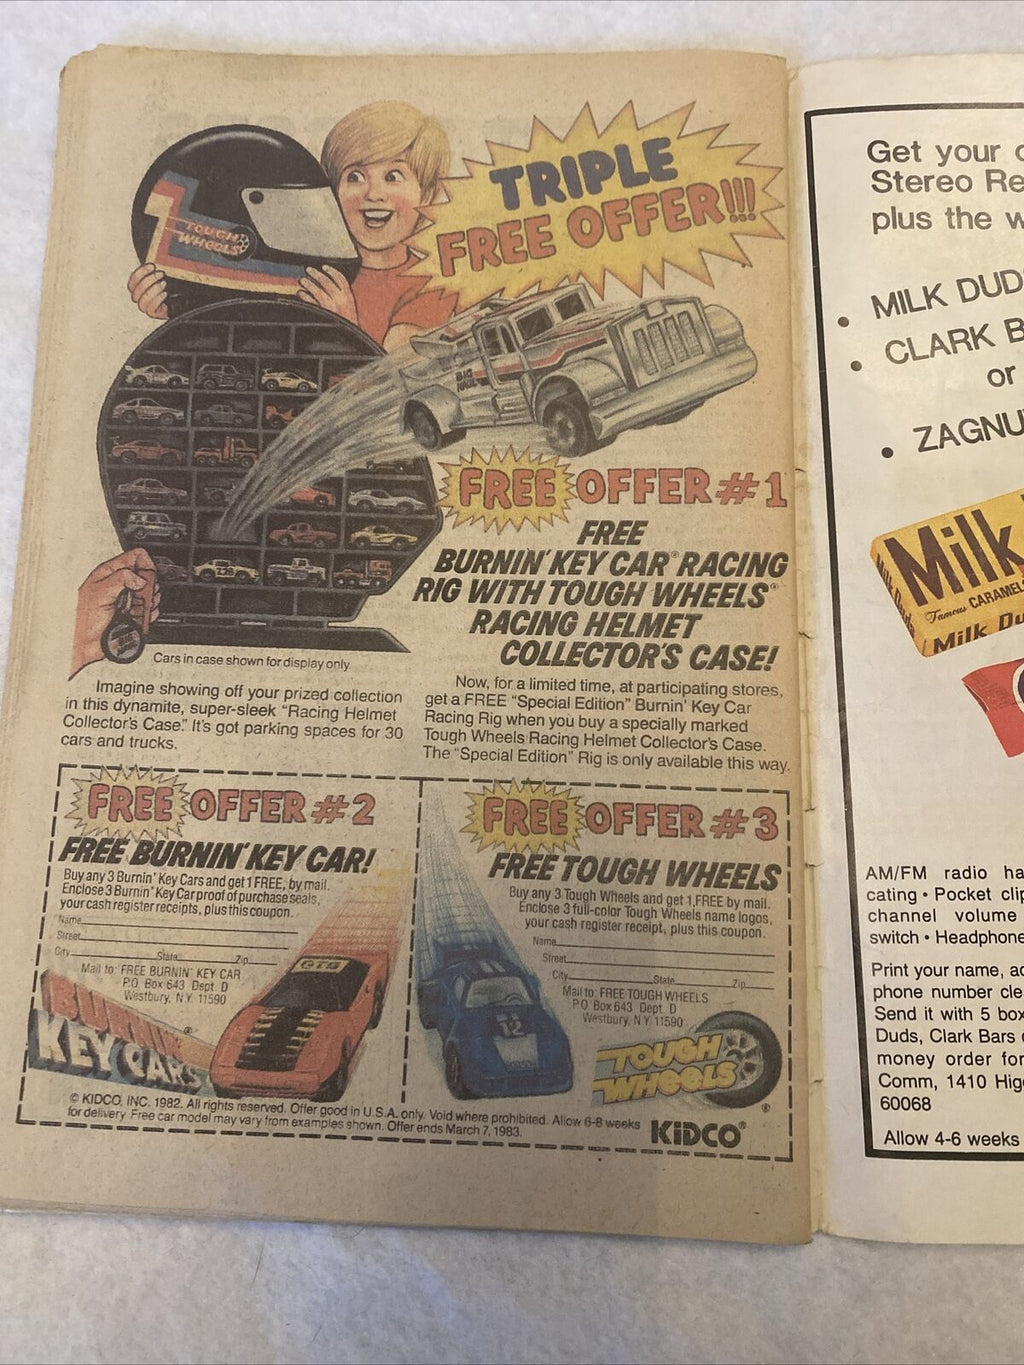 TRIPLE
FREE OFFER!!!
TOUGH
WHEELS
BIG
HAUL
FREE OFFER #1
FREE
BURNIN' KEY CAR® RACING
RIG WITH TOUGH WHEELS®
RACING HELMET
COLLECTOR'S CASE!
Cars in case shown for display only.
Imagine showing off your prized collection
in this dynamite, super-sleek "Racing Helmet
Collector's Case." It's got parking spaces for 30
cars and trucks.
Now, for a limited time, at participating stores,
get a FREE "Special Edition" Burnin' Key Car
Racing Rig when you buy a specially marked
Tough Wheels Racing Helmet Collector's Case.
The "Special Edition" Rig is only available this way.
FREE OFFER #2
FREE BURNIN' KEY CAR!
Buy any 3 Burnin' Key Cars and get 1 FREE, by mail.
Enclose 3 Burnin' Key Car proof of purchase seals,
your cash register receipts, plus this coupon.
Name
Street
City State Zip
Mail to: FREE BURNIN' KEY CAR
P.O. Box 643 Dept. D
Westbury, N.Y. 11590
GTS
BURNIN'
KEY CARS®
FREE OFFER #3
FREE TOUGH WHEELS
Buy any 3 Tough Wheels and get 1 FREE by mail.
Enclose 3 full-color Tough Wheels name logos,
your cash register receipt, plus this coupon.
Name
Street
City State Zip
Mail to: FREE TOUGH WHEELS
P.O. Box 643 Dept. D
Westbury, N.Y. 11590
12
TOUGH
WHEELS
®
© KIDCO, INC. 1982. All rights reserved. Offer good in U.S.A. only. Void where prohibited. Allow 6-8 weeks
for delivery. Free car model may vary from examples shown. Offer ends March 7, 1983.
KiDCO®
Get your
Stereo Re
plus the w
• MILK DUD
• CLARK B
or
• ZAGNU
Milk
Famous CARAMEL
Milk Du
AM/FM radio ha
cating • Pocket clip
channel volume
switch • Headphone
Print your name, ad
phone number cle
Send it with 5 box
Duds, Clark Bars
money order for
Comm, 1410 Hig
60068
Allow 4-6 weeks